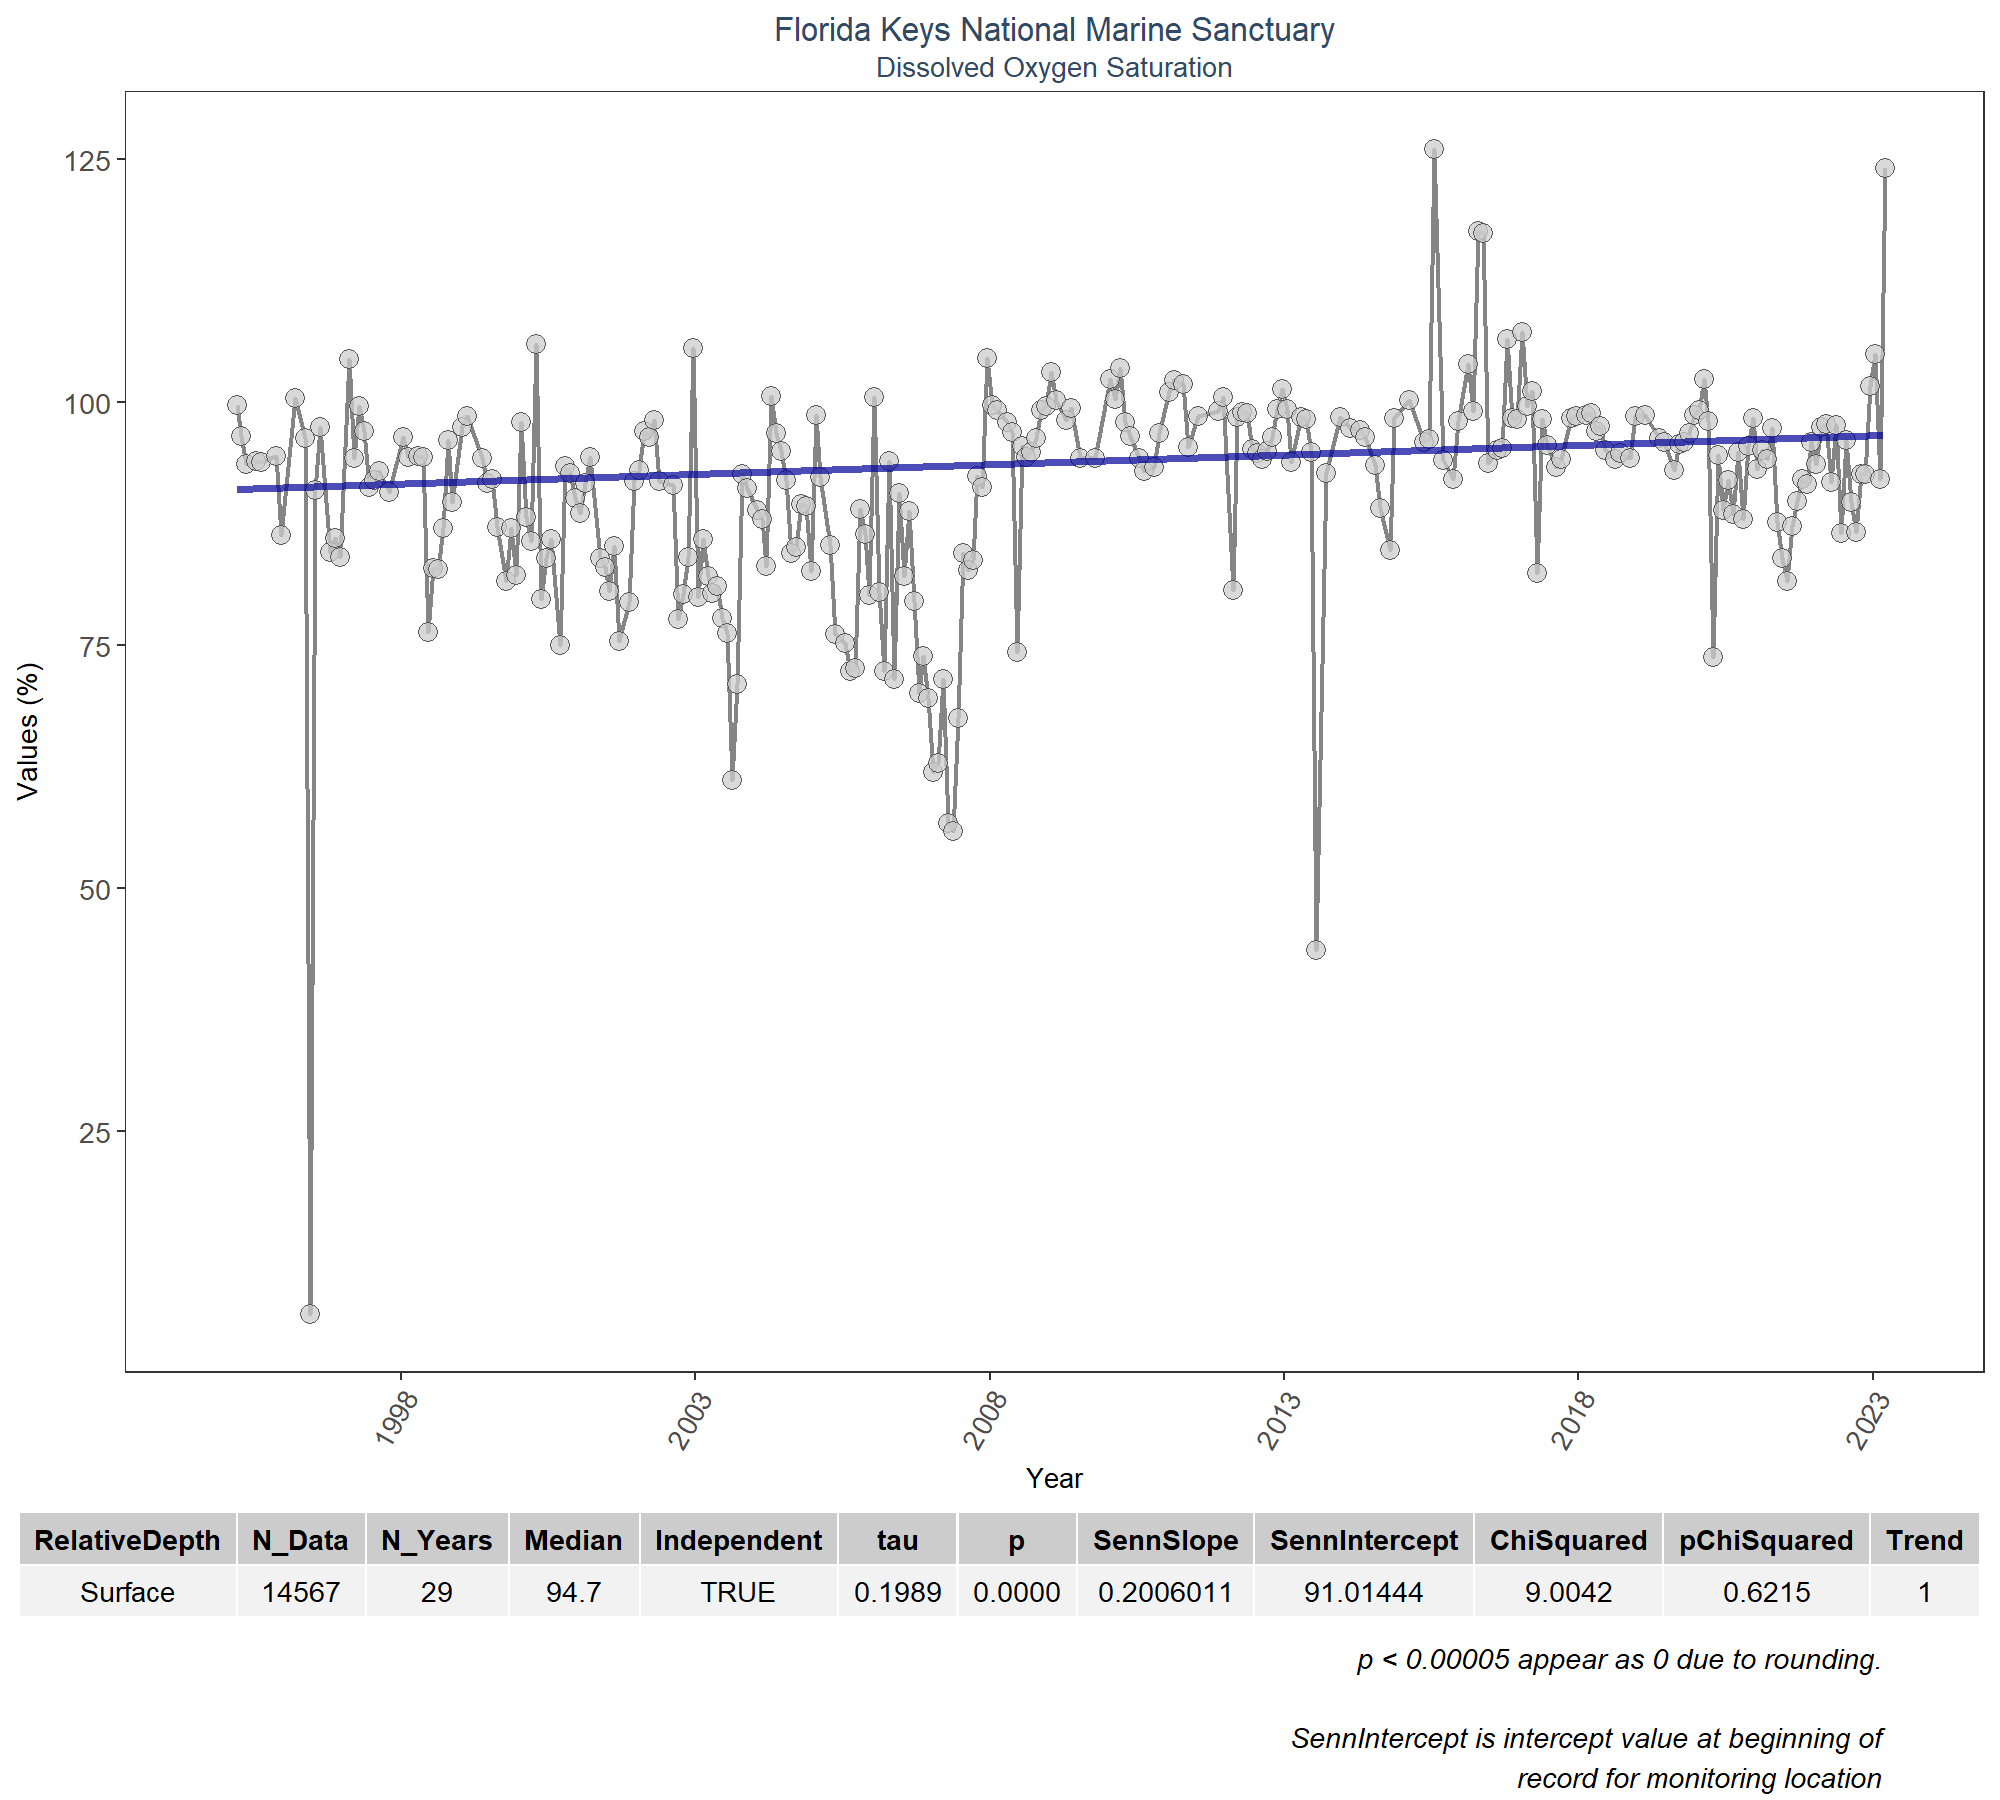 Florida Keys National Marine Sanctuary
Dissolved Oxygen Saturation
125
100
75
50
25
Values (%)
1998 2003 2008 2013 2018 2023
Year
RelativeDepth N_Data N_Years Median Independent tau p SennSlope SennIntercept ChiSquared pChiSquared Trend
Surface 14567 29 94.7 TRUE 0.1989 0.0000 0.2006011 91.01444 9.0042 0.6215 1
p < 0.00005 appear as 0 due to rounding.
SennIntercept is intercept value at beginning of
record for monitoring location